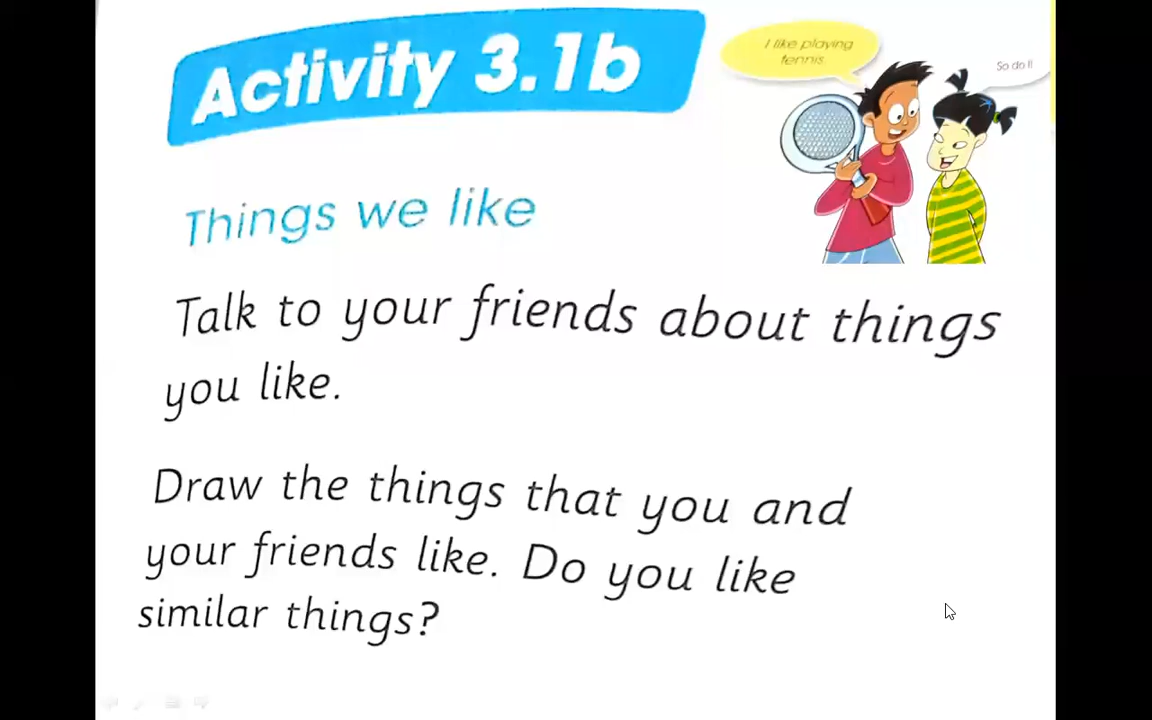 Activity 3.1b
I like playing
tennis
So do I!
Things we like
Talk to your friends about things
you like.
Draw the things that you and
your friends like. Do you like
similar things?